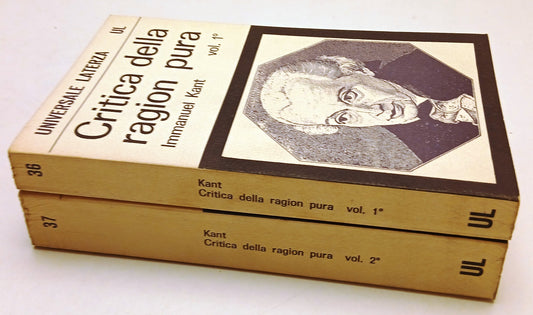 UNIVERSALE LATERZA UL
Critica della
ragion pura
Immanuel Kant vol. 1°
36
Kant
Critica della ragion pura vol. 1°
UL
37
Kant
Critica della ragion pura vol. 2°
UL